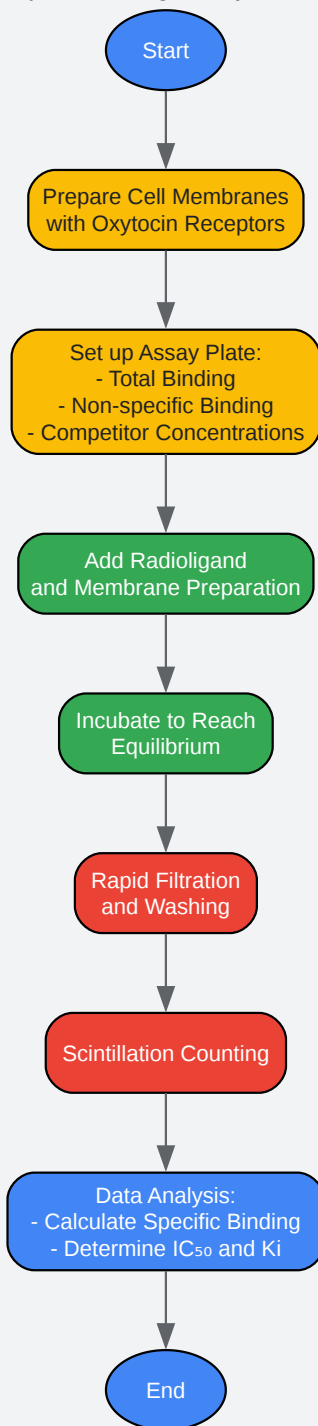 Start
Prepare Cell Membranes
with Oxytocin Receptors
Set up Assay Plate:
- Total Binding
- Non-specific Binding
- Competitor Concentrations
Add Radioligand
and Membrane Preparation
Incubate to Reach
Equilibrium
Rapid Filtration
and Washing
Scintillation Counting
Data Analysis:
- Calculate Specific Binding
- Determine IC₅₀ and Ki
End